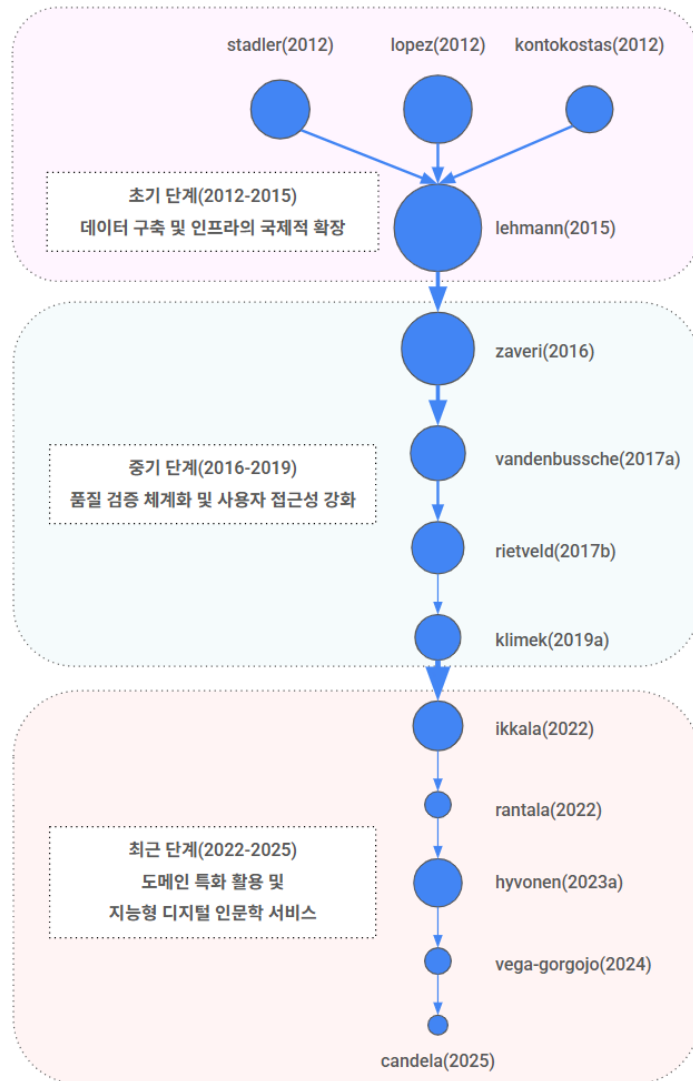 stadler(2012)
lopez(2012)
kontokostas(2012)
초기 단계(2012-2015)
데이터 구축 및 인프라의 국제적 확장
lehmann(2015)
zaveri(2016)
중기 단계(2016-2019)
품질 검증 체계화 및 사용자 접근성 강화
vandenbussche(2017a)
rietveld(2017b)
klimek(2019a)
ikkala(2022)
rantala(2022)
최근 단계(2022-2025)
도메인 특화 활용 및
지능형 디지털 인문학 서비스
hyvonen(2023a)
vega-gorgojo(2024)
candela(2025)